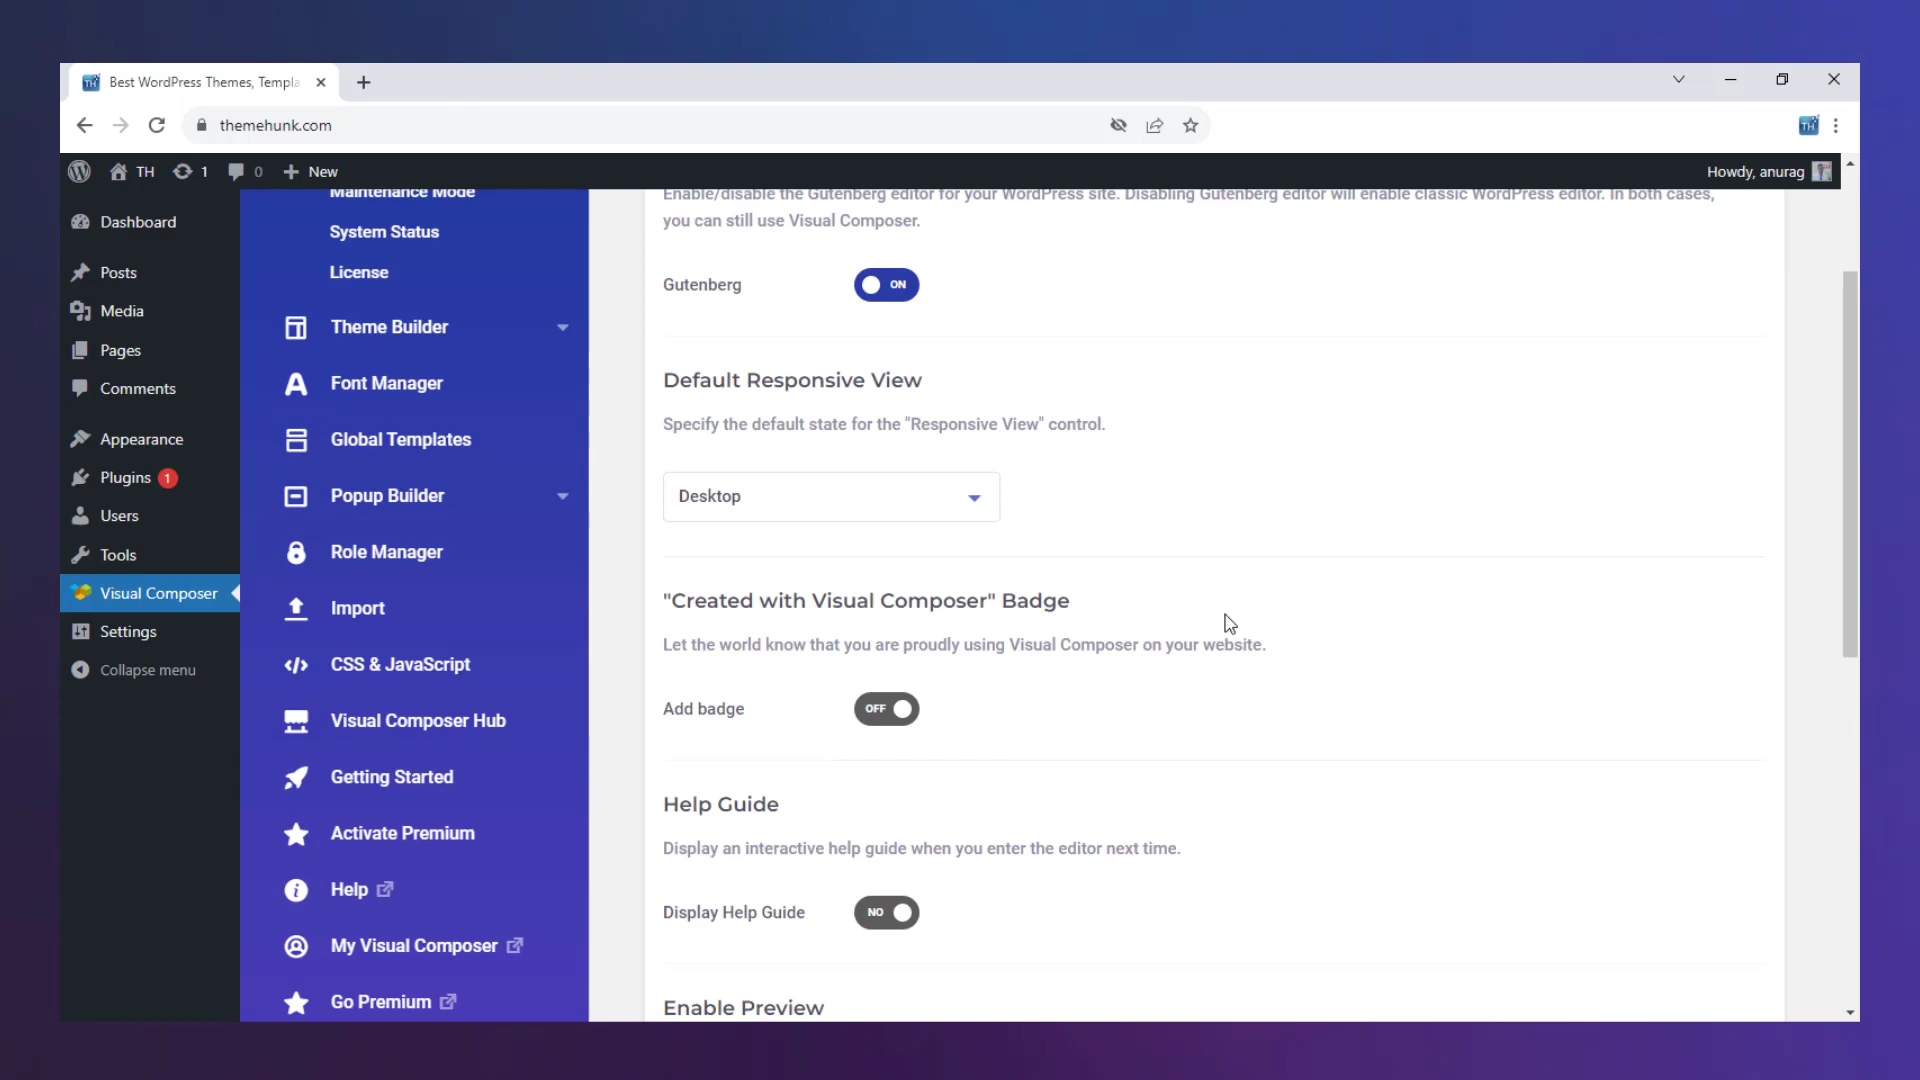 Best WordPress Themes, Templa
themehunk.com
TH
1
0
New
Howdy, anurag
Dashboard
Posts
Media
Pages
Comments
Appearance
Plugins 1
Users
Tools
Visual Composer
Settings
Collapse menu
Maintenance Mode
System Status
License
Theme Builder
Font Manager
Global Templates
Popup Builder
Role Manager
Import
CSS & JavaScript
Visual Composer Hub
Getting Started
Activate Premium
Help
My Visual Composer
Go Premium
Enable/disable the Gutenberg editor for your WordPress site. Disabling Gutenberg editor will enable classic WordPress editor. In both cases,
you can still use Visual Composer.
Gutenberg
ON
Default Responsive View
Specify the default state for the "Responsive View" control.
Desktop
"Created with Visual Composer" Badge
Let the world know that you are proudly using Visual Composer on your website.
Add badge
OFF
Help Guide
Display an interactive help guide when you enter the editor next time.
Display Help Guide
NO
Enable Preview